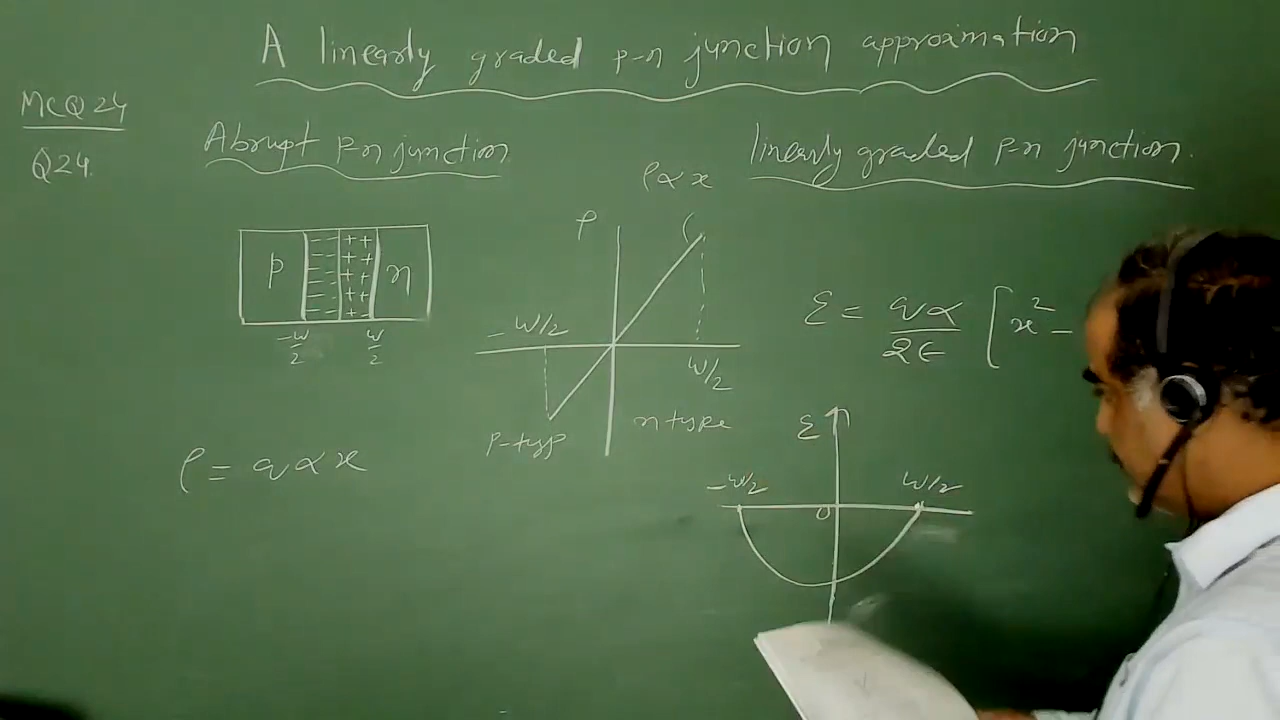 A linearly graded p-n junction approximation
MCQ 24
Q24.
Abrupt p-n junction
linearly graded p-n junction.
ρ ∝ x
ρ
p
n
-- ++
-- ++
-- ++
-- ++
-- ++
-- ++
-w/2
w/2
-w/2
w/2
P-typ
n type
ρ = qαx
ε = qα/2ϵ [x² -
ε
-w/2
w/2
0